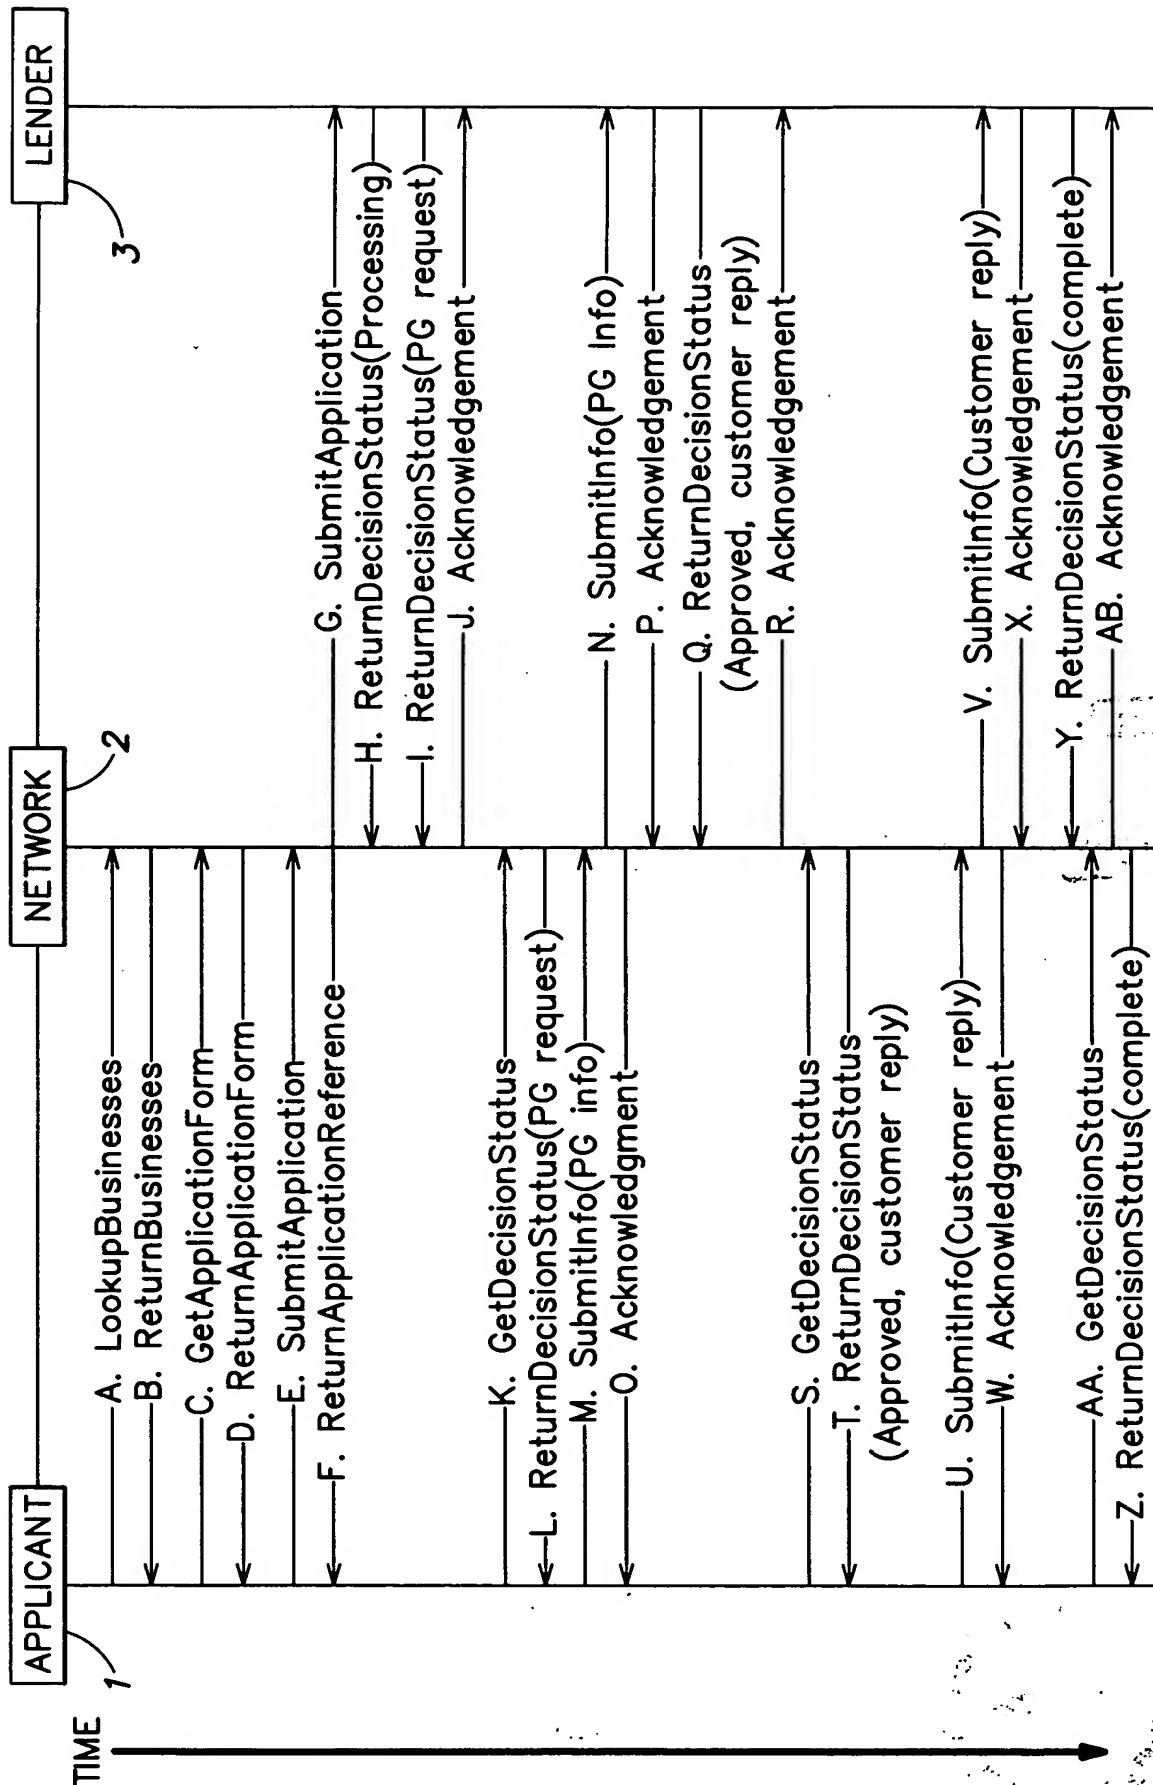 TIME
APPLICANT
NETWORK
LENDER
1
2
3
A. LookupBusinesses
B. ReturnBusinesses
C. GetApplicationForm
D. ReturnApplicationForm
E. SubmitApplication
F. ReturnApplicationReference
G. SubmitApplication
H. ReturnDecisionStatus(Processing)
I. ReturnDecisionStatus(PG request)
J. Acknowledgement
K. GetDecisionStatus
L. ReturnDecisionStatus(PG request)
M. SubmitInfo(PG info)
N. SubmitInfo(PG Info)
O. Acknowledgment
P. Acknowledgement
Q. ReturnDecisionStatus
(Approved, customer reply)
R. Acknowledgement
S. GetDecisionStatus
T. ReturnDecisionStatus
(Approved, customer reply)
U. SubmitInfo(Customer reply)
V. SubmitInfo(Customer reply)
W. Acknowledgement
X. Acknowledgement
Y. ReturnDecisionStatus(complete)
AA. GetDecisionStatus
AB. Acknowledgement
Z. ReturnDecisionStatus(complete)